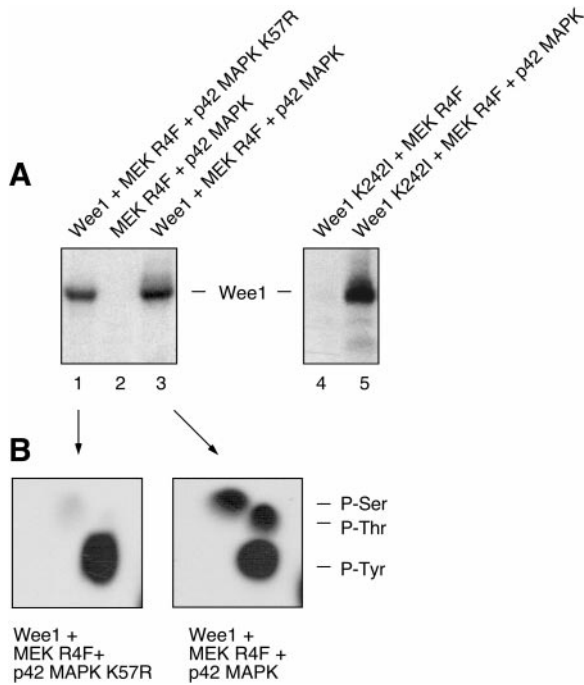 Wee1 + MEK R4F + p42 MAPK K57R
MEK R4F + p42 MAPK
Wee1 + MEK R4F + p42 MAPK
Wee1 K242I + MEK R4F
Wee1 K242I + MEK R4F + p42 MAPK
A
– Wee1 –
1 2 3 4 5
B
– P-Ser
– P-Thr
– P-Tyr
Wee1 +
MEK R4F+
p42 MAPK K57R
Wee1 +
MEK R4F +
p42 MAPK